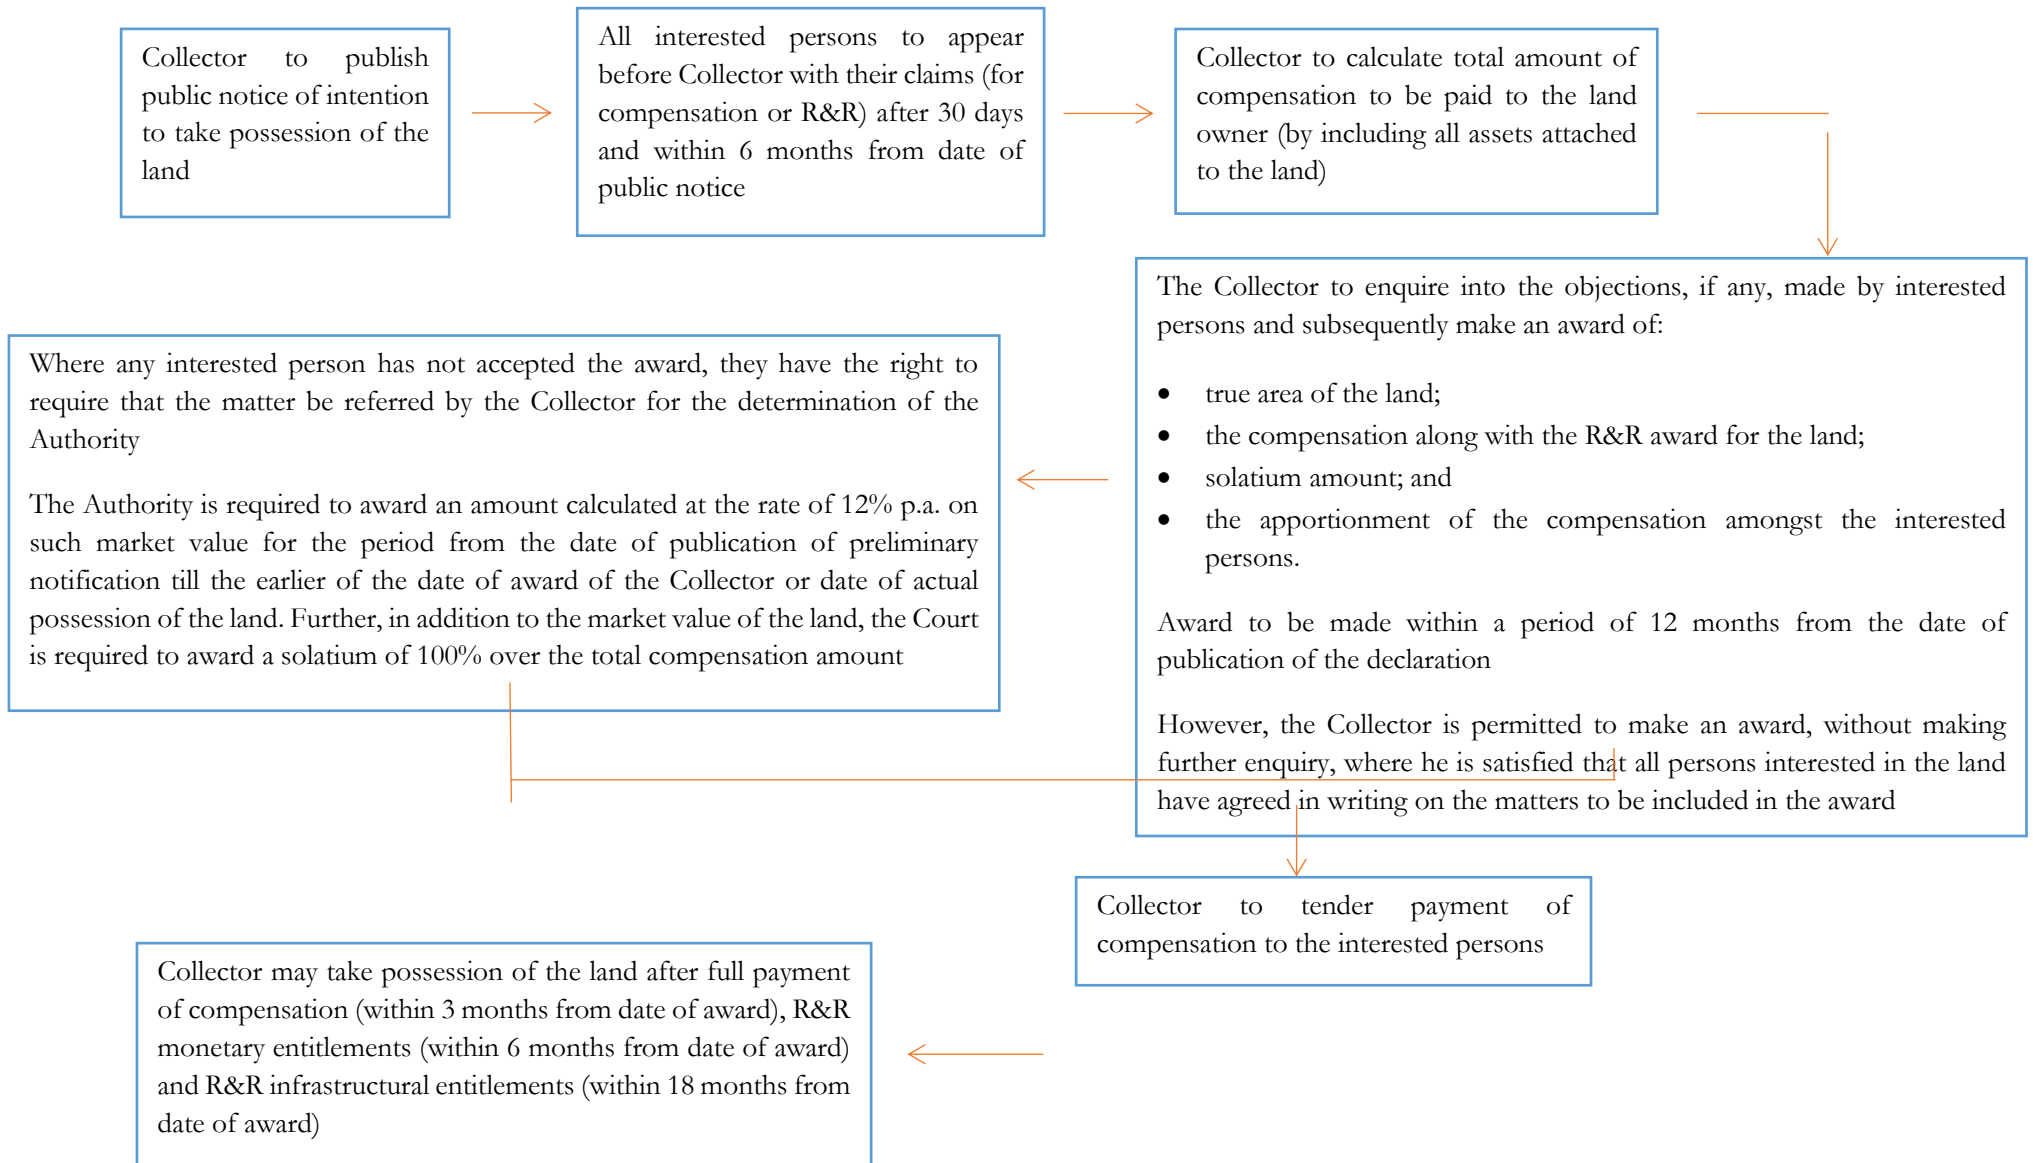 Collector to publish
public notice of intention
to take possession of the
land
All interested persons to appear
before Collector with their claims (for
compensation or R&R) after 30 days
and within 6 months from date of
public notice
Collector to calculate total amount of
compensation to be paid to the land
owner (by including all assets attached
to the land)
The Collector to enquire into the objections, if any, made by interested
persons and subsequently make an award of:
• true area of the land;
• the compensation along with the R&R award for the land;
• solatium amount; and
• the apportionment of the compensation amongst the interested
persons.
Award to be made within a period of 12 months from the date of
publication of the declaration
However, the Collector is permitted to make an award, without making
further enquiry, where he is satisfied that all persons interested in the land
have agreed in writing on the matters to be included in the award
Where any interested person has not accepted the award, they have the right to
require that the matter be referred by the Collector for the determination of the
Authority
The Authority is required to award an amount calculated at the rate of 12% p.a. on
such market value for the period from the date of publication of preliminary
notification till the earlier of the date of award of the Collector or date of actual
possession of the land. Further, in addition to the market value of the land, the Court
is required to award a solatium of 100% over the total compensation amount
Collector to tender payment of
compensation to the interested persons
Collector may take possession of the land after full payment
of compensation (within 3 months from date of award), R&R
monetary entitlements (within 6 months from date of award)
and R&R infrastructural entitlements (within 18 months from
date of award)